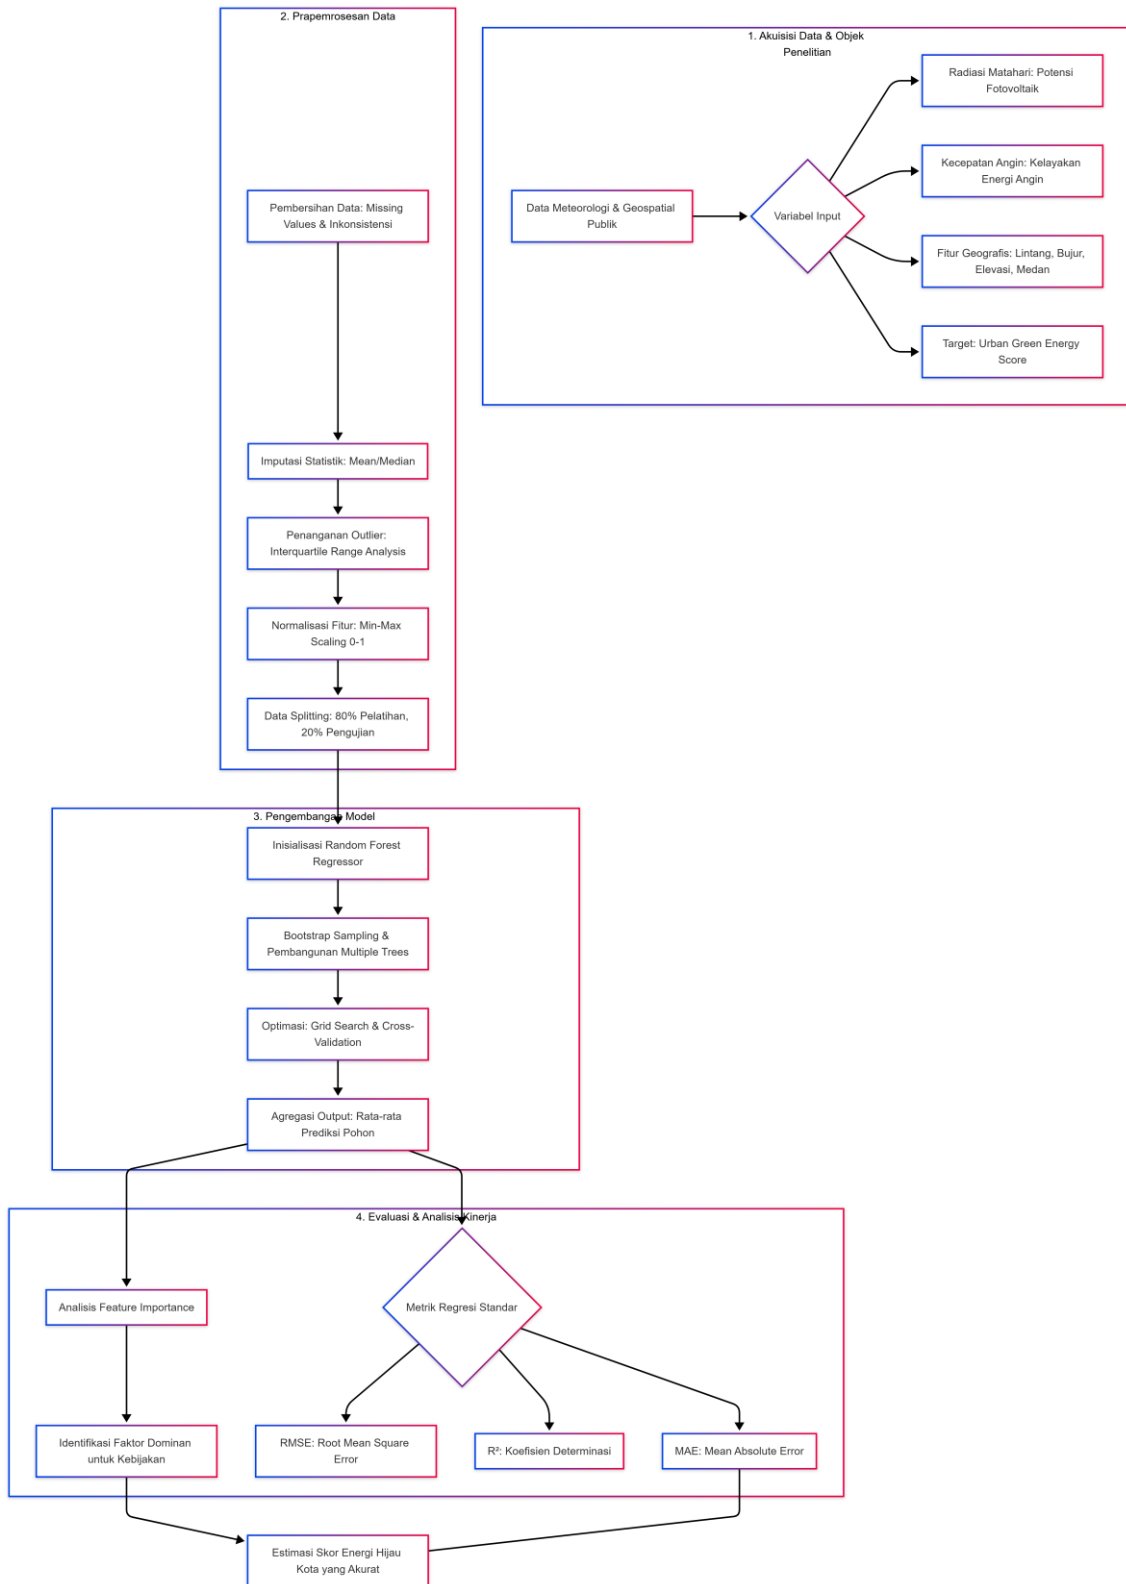 2. Prapemrosesan Data
Pembersihan Data: Missing
Values & Inkonsistensi
Imputasi Statistik: Mean/Median
Penanganan Outlier:
Interquartile Range Analysis
Normalisasi Fitur: Min-Max
Scaling 0-1
Data Splitting: 80% Pelatihan,
20% Pengujian
1. Akuisisi Data & Objek
Penelitian
Data Meteorologi & Geospatial
Publik
Variabel Input
Radiasi Matahari: Potensi
Fotovoltaik
Kecepatan Angin: Kelayakan
Energi Angin
Fitur Geografis: Lintang, Bujur,
Elevasi, Medan
Target: Urban Green Energy
Score
3. Pengembangan Model
Inisialisasi Random Forest
Regressor
Bootstrap Sampling &
Pembangunan Multiple Trees
Optimasi: Grid Search & Cross-
Validation
Agregasi Output: Rata-rata
Prediksi Pohon
4. Evaluasi & Analisis Kinerja
Analisis Feature Importance
Metrik Regresi Standar
Identifikasi Faktor Dominan
untuk Kebijakan
RMSE: Root Mean Square
Error
R²: Koefisien Determinasi
MAE: Mean Absolute Error
Estimasi Skor Energi Hijau
Kota yang Akurat